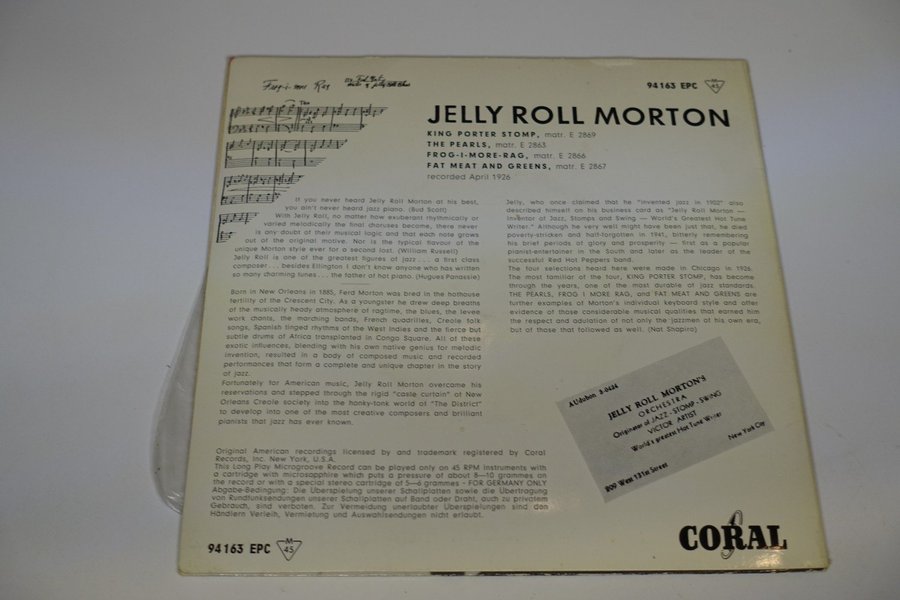 Frog-i-more Rag
94163 EPC M 45
The
JELLY ROLL MORTON
KING PORTER STOMP, matr. E 2869
THE PEARLS, matr. E 2863
FROG-I-MORE-RAG, matr. E 2866
FAT MEAT AND GREENS, matr. E 2867
recorded April 1926
If you never heard Jelly Roll Morton at his best,
you ain't never heard jazz piano. (Bud Scott)
With Jelly Roll, no matter how exuberant rhythmically or
varied melodically the final choruses become, there never
is any doubt of their musical logic and that each note grows
out of the original motive. Nor is the typical flavour of the
unique Morton style ever for a second lost. (William Russell)
Jelly Roll is one of the greatest figures of jazz ... a first class
composer ... besides Ellington I don't know anyone who has written
so many charming tunes ... the father of hot piano. (Hugues Panassie)
Born in New Orleans in 1885, Ferd Morton was bred in the hothouse
fertility of the Crescent City. As a youngster he drew deep breaths
of the musically heady atmosphere of ragtime, the blues, the levee
work chants, the marching bands, French quadrilles, Creole folk
songs, Spanish tinged rhythms of the West Indies and the fierce but
subtle drums of Africa transplanted in Congo Square. All of these
exotic influences, blending with his own native genius for melodic
invention, resulted in a body of composed music and recorded
performances that form a complete and unique chapter in the story
of jazz.
Fortunately for American music, Jelly Roll Morton overcame his
reservations and stepped through the rigid "caste curtain" of New
Orleans Creole society into the honky-tonk world of "The District"
to develop into one of the most creative composers and brilliant
pianists that jazz has ever known.
Jelly, who once claimed that he "invented jazz in 1902" also
described himself on his business card as "Jelly Roll Morton —
Inventor of Jazz, Stomps and Swing — World's Greatest Hot Tune
Writer." Although he very well might have been just that, he died
poverty-stricken and half-forgotten in 1941, bitterly remembering
his brief periods of glory and prosperity — first as a popular
pianist-entertainer in the South and later as the leader of the
successful Red Hot Peppers band.
The four selections heard here were made in Chicago in 1926.
The most familiar of the four, KING PORTER STOMP, has become
through the years, one of the most durable of jazz standards.
THE PEARLS, FROG I MORE RAG, and FAT MEAT AND GREENS are
further examples of Morton's individual keyboard style and offer
evidence of those considerable musical qualities that earned him
the respect and adulation of not only the jazzmen of his own era,
but of those that followed as well. (Nat Shapiro)
AUdubon 3-0424
JELLY ROLL MORTON'S
ORCHESTRA
Originator of JAZZ - STOMP - SWING
VICTOR ARTIST
World's greatest Hot Tune Writer
209 West 131st Street
New York City
Original American recordings licensed by and trademark registered by Coral
Records, Inc. New York, U.S.A.
This Long Play Microgroove Record can be played only on 45 RPM Instruments with
a cartridge with microsapphire which puts a pressure of about 8—10 grammes on
the record or with a special stereo cartridge of 5—6 grammes - FOR GERMANY ONLY
Abgabe-Bedingung: Die Überspielung unserer Schallplatten sowie die Übertragung
von Rundfunksendungen unserer Schallplatten auf Band oder Draht, auch zu privatem
Gebrauch, sind verboten. Zur Vermeidung unerlaubter Überspielungen sind den
Händlern Verleih, Vermietung und Auswahlsendungen nicht erlaubt.
94163 EPC M 45
CORAL